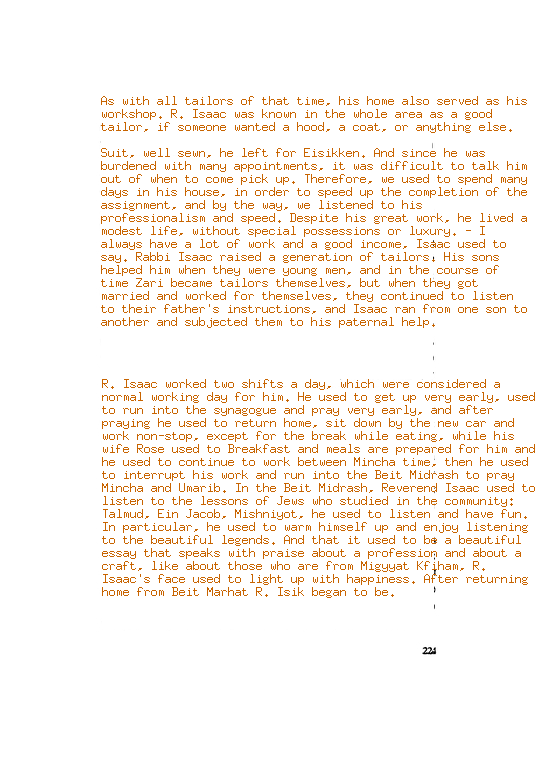 As with all tailors of that time, his home also served as his
workshop. R. Isaac was known in the whole area as a good
tailor, if someone wanted a hood, a coat, or anything else.
Suit, well sewn, he left for Eisikken. And since he was
burdened with many appointments, it was difficult to talk him
out of when to come pick up. Therefore, we used to spend many
days in his house, in order to speed up the completion of the
assignment, and by the way, we listened to his
professionalism and speed. Despite his great work, he lived a
modest life, without special possessions or luxury. - I
always have a lot of work and a good income, Isaac used to
say. Rabbi Isaac raised a generation of tailors. His sons
helped him when they were young men, and in the course of
time Zari became tailors themselves, but when they got
married and worked for themselves, they continued to listen
to their father's instructions, and Isaac ran from one son to
another and subjected them to his paternal help.
R. Isaac worked two shifts a day, which were considered a
normal working day for him. He used to get up very early, used
to run into the synagogue and pray very early, and after
praying he used to return home, sit down by the new car and
work non-stop, except for the break while eating, while his
wife Rose used to Breakfast and meals are prepared for him and
he used to continue to work between Mincha time, then he used
to interrupt his work and run into the Beit Midrash to pray
Mincha and Umarib. In the Beit Midrash, Reverend Isaac used to
listen to the lessons of Jews who studied in the community:
Talmud, Ein Jacob, Mishniyot, he used to listen and have fun.
In particular, he used to warm himself up and enjoy listening
to the beautiful legends. And that it used to be a beautiful
essay that speaks with praise about a profession and about a
craft, like about those who are from Migyyat Kfiham, R.
Isaac's face used to light up with happiness. After returning
home from Beit Marhat R. Isik began to be.
224